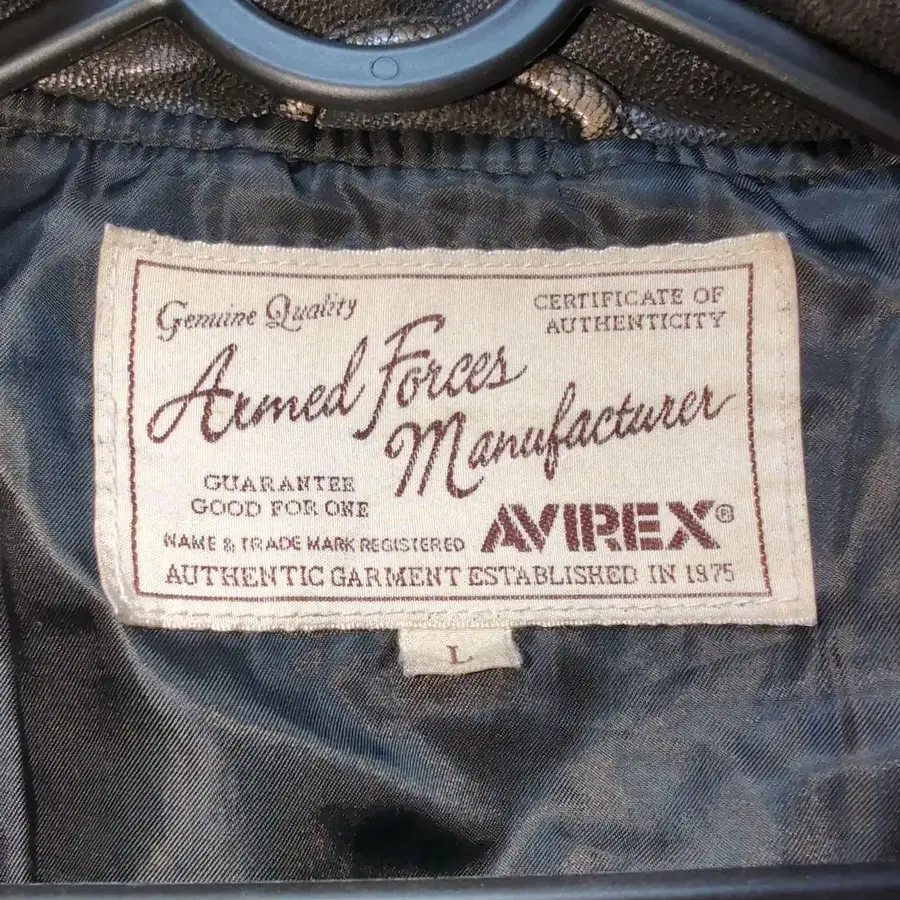 Genuine Quality
CERTIFICATE OF
AUTHENTICITY
Armed Forces
Manufacturer
GUARANTEE
GOOD FOR ONE
NAME & TRADE MARK REGISTERED
AVIREX®
AUTHENTIC GARMENT ESTABLISHED IN 1975
L